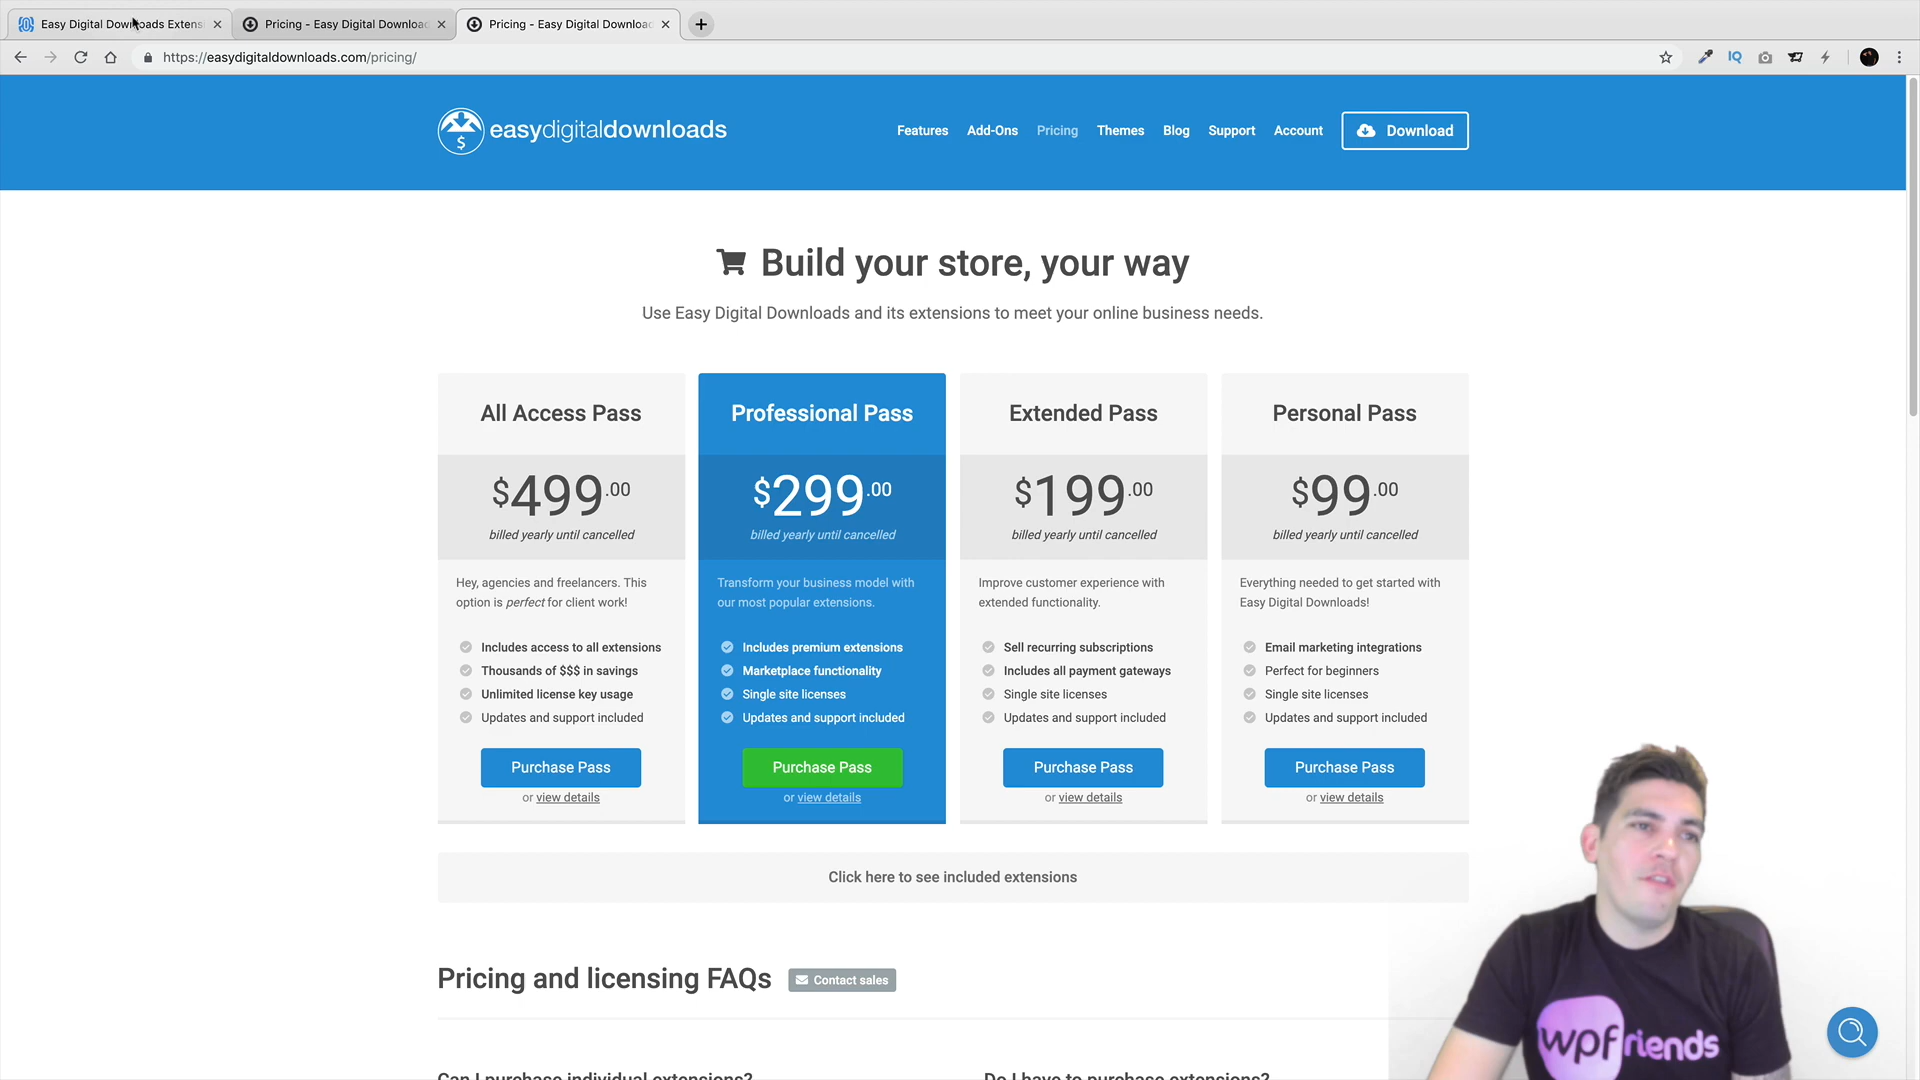 Easy Digital Downloads Extens
Pricing - Easy Digital Download
Pricing - Easy Digital Download
https://easydigitaldownloads.com/pricing/
IQ
$
easydigitaldownloads
Features
Add-Ons
Pricing
Themes
Blog
Support
Account
Download
Build your store, your way
Use Easy Digital Downloads and its extensions to meet your online business needs.
All Access Pass
$499.00
billed yearly until cancelled
Hey, agencies and freelancers. This
option is perfect for client work!
Includes access to all extensions
Thousands of $$$ in savings
Unlimited license key usage
Updates and support included
Purchase Pass
or view details
Professional Pass
$299.00
billed yearly until cancelled
Transform your business model with
our most popular extensions.
Includes premium extensions
Marketplace functionality
Single site licenses
Updates and support included
Purchase Pass
or view details
Extended Pass
$199.00
billed yearly until cancelled
Improve customer experience with
extended functionality.
Sell recurring subscriptions
Includes all payment gateways
Single site licenses
Updates and support included
Purchase Pass
or view details
Personal Pass
$99.00
billed yearly until cancelled
Everything needed to get started with
Easy Digital Downloads!
Email marketing integrations
Perfect for beginners
Single site licenses
Updates and support included
Purchase Pass
or view details
Click here to see included extensions
Pricing and licensing FAQs
Contact sales
Can I purchase individual extensions?
Do I have to purchase extensions?
wpfriends